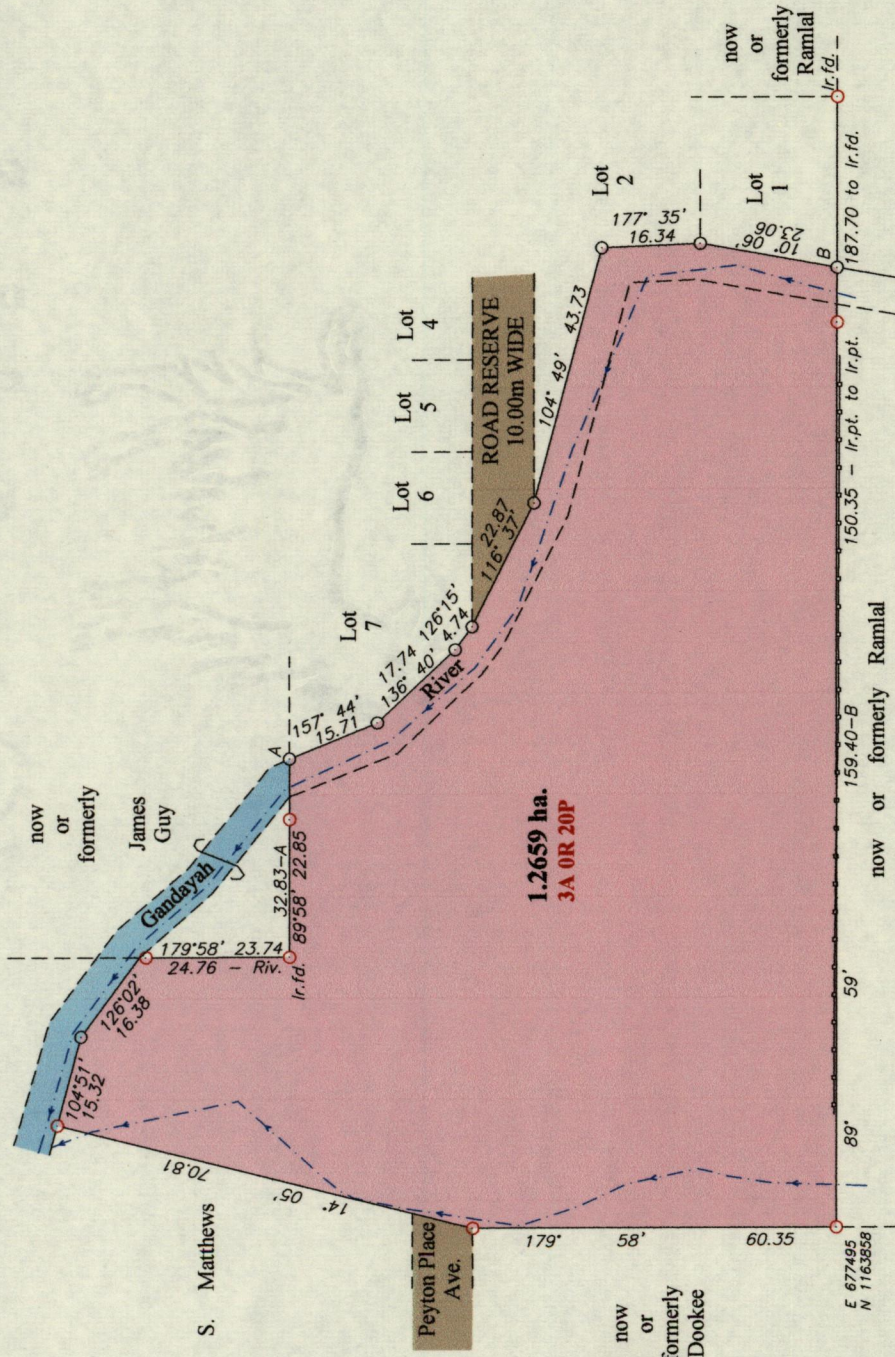 now
or
formerly
James
Guy
now
or
formerly
Ramlal
S. Matthews
Gandayah
River
104°51'
15.32
126°02'
16.38
179°58' 23.74
24.76 - Riv.
Ir.fd.
32.83-A
89°58' 22.85
A
157° 44'
15.71
17.74
136° 40'
126°15'
4.74
22.87
116° 37'
104° 49' 43.73
177° 35'
16.34
10° 06'
23.06
Lot
7
Lot
6
Lot
5
Lot
4
Lot
2
Lot
1
ROAD RESERVE
10.00m WIDE
14° 05' 70.81
Peyton Place
Ave.
179° 58' 60.35
now
or
formerly
Dookee
1.2659 ha.
3A 0R 20P
B
Ir.fd.
187.70 to Ir.fd.
150.35 - Ir.pt. to Ir.pt.
89° 59' 159.40-B
E 677495
N 1163858
now or formerly Ramlal